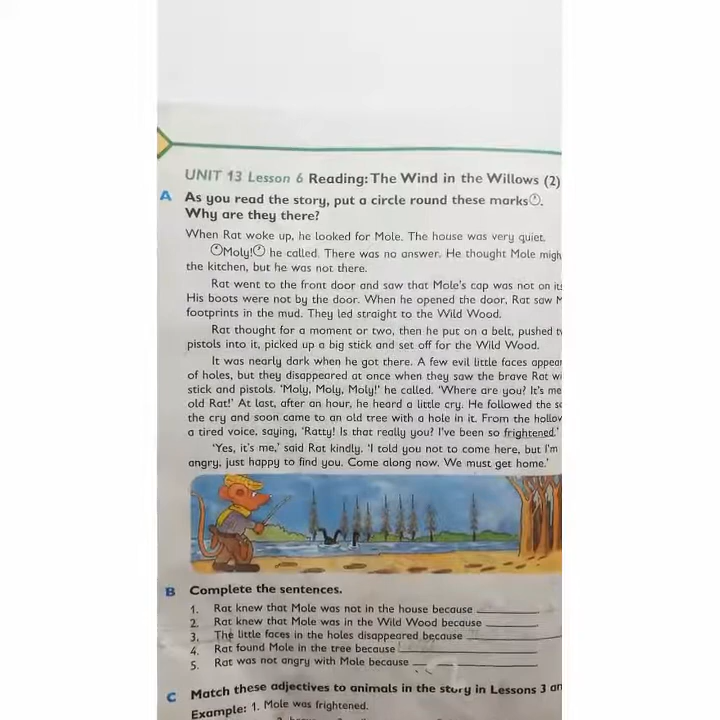 UNIT 13 Lesson 6 Reading: The Wind in the Willows (2)
A As you read the story, put a circle round these marks '.
Why are they there?
When Rat woke up, he looked for Mole. The house was very quiet.
'Moly!' he called. There was no answer. He thought Mole migh
the kitchen, but he was not there.
Rat went to the front door and saw that Mole's cap was not on its
His boots were not by the door. When he opened the door, Rat saw M
footprints in the mud. They led straight to the Wild Wood.
Rat thought for a moment or two, then he put on a belt, pushed tw
pistols into it, picked up a big stick and set off for the Wild Wood.
It was nearly dark when he got there. A few evil little faces appear
of holes, but they disappeared at once when they saw the brave Rat wi
stick and pistols. 'Moly, Moly, Moly!' he called. 'Where are you? It's me
old Rat!' At last, after an hour, he heard a little cry. He followed the so
the cry and soon came to an old tree with a hole in it. From the hollow
a tired voice, saying, 'Ratty! Is that really you? I've been so frightened.'
'Yes, it's me,' said Rat kindly. 'I told you not to come here, but I'm
angry, just happy to find you. Come along now. We must get home.'
B Complete the sentences.
1. Rat knew that Mole was not in the house because
2. Rat knew that Mole was in the Wild Wood because
3. The little faces in the holes disappeared because
4. Rat found Mole in the tree because
5. Rat was not angry with Mole because
C Match these adjectives to animals in the story in Lessons 3 an
Example: 1. Mole was frightened.